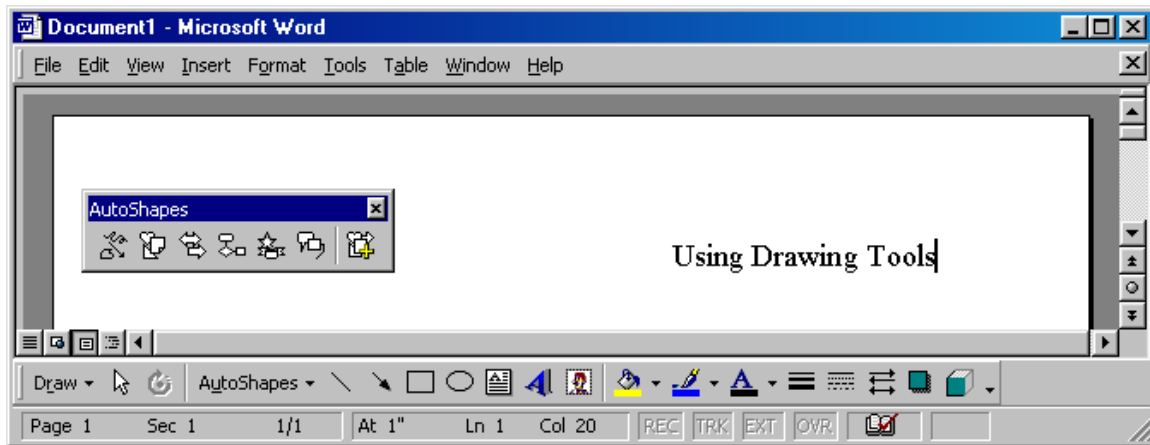 Document1 - Microsoft Word
File Edit View Insert Format Tools Table Window Help
AutoShapes
Using Drawing Tools
Draw AutoShapes A
Page 1 Sec 1 1/1 At 1" Ln 1 Col 20 REC TRK EXT OVR